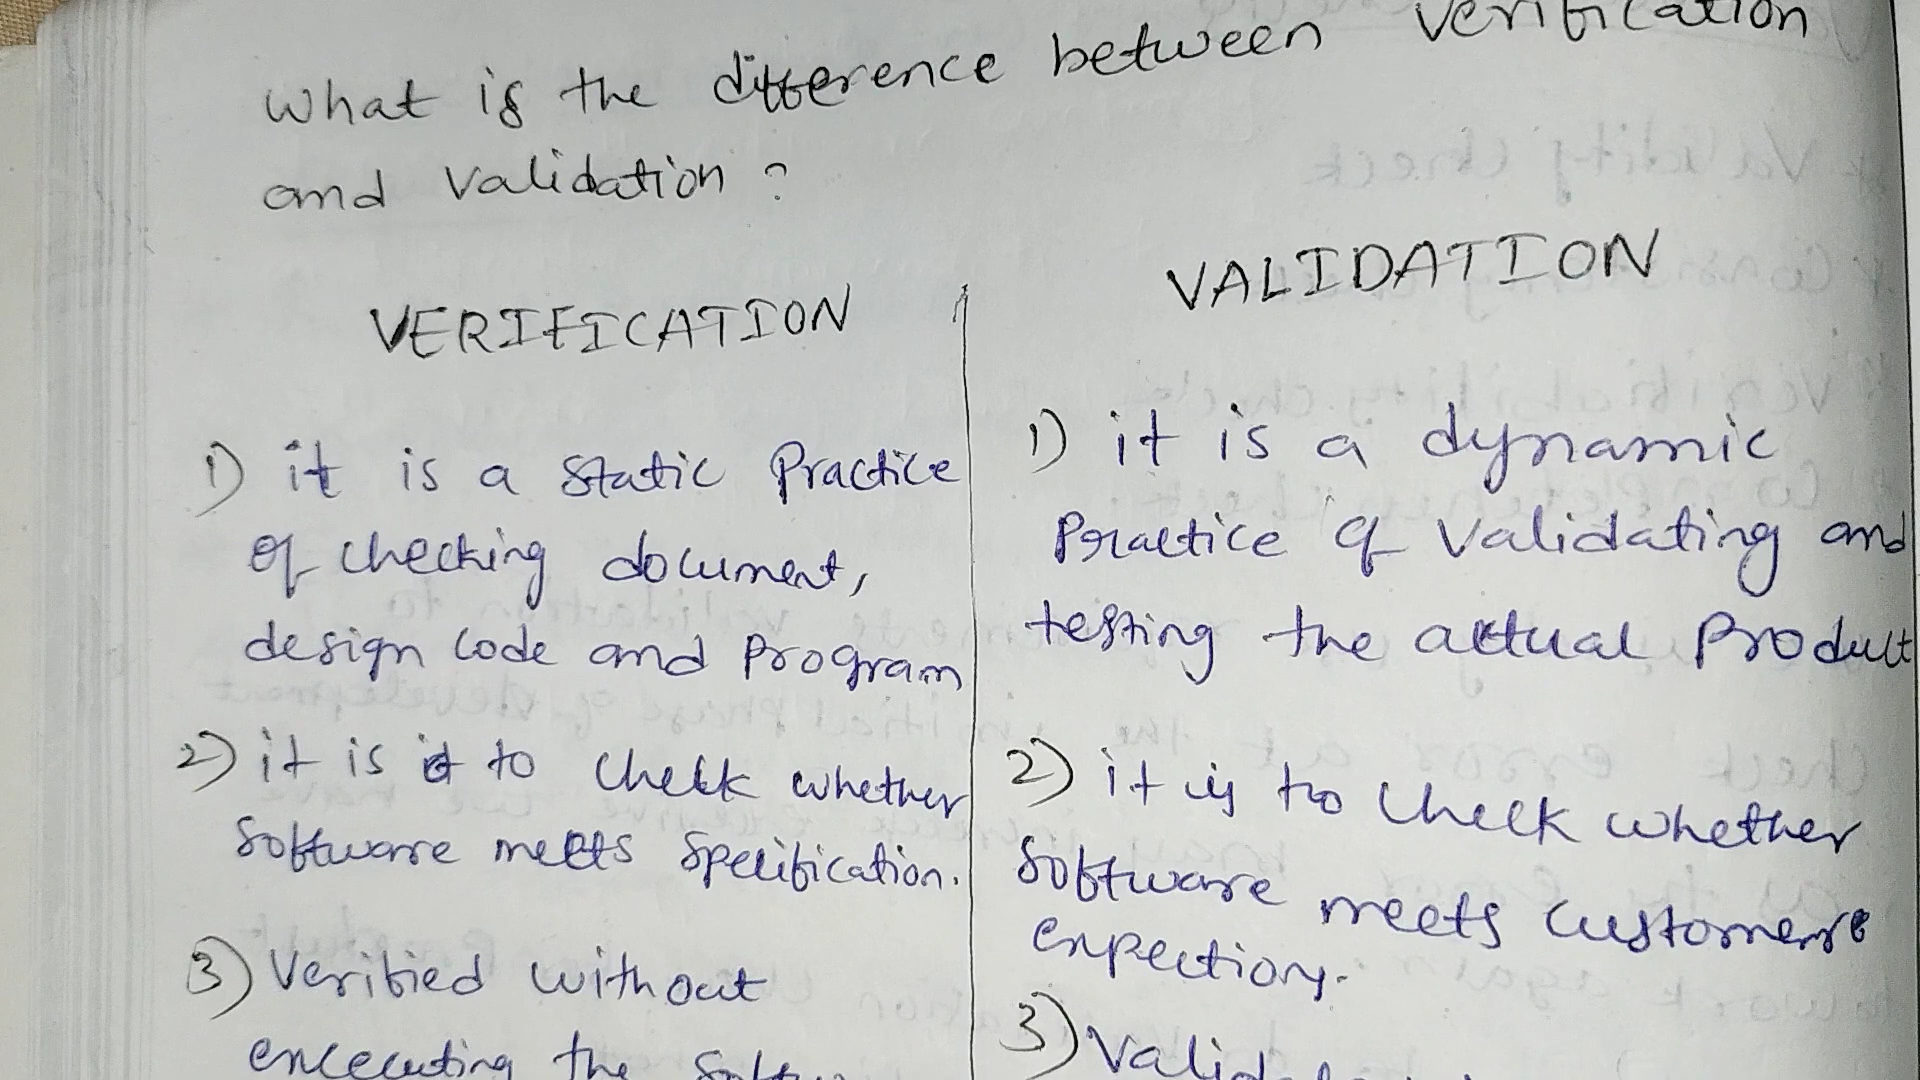 What is the difference between Verification
and Validation ?
VERIFICATION
1) it is a Static Practice
of checking document,
design code and Program
2) it is to check whether
Software meets Specification.
3) Verified without
the
VALIDATION
1) it is a dynamic
Practice of Validating and
testing the actual Product
2) it is to check whether
Software meets customers
expection.
3)